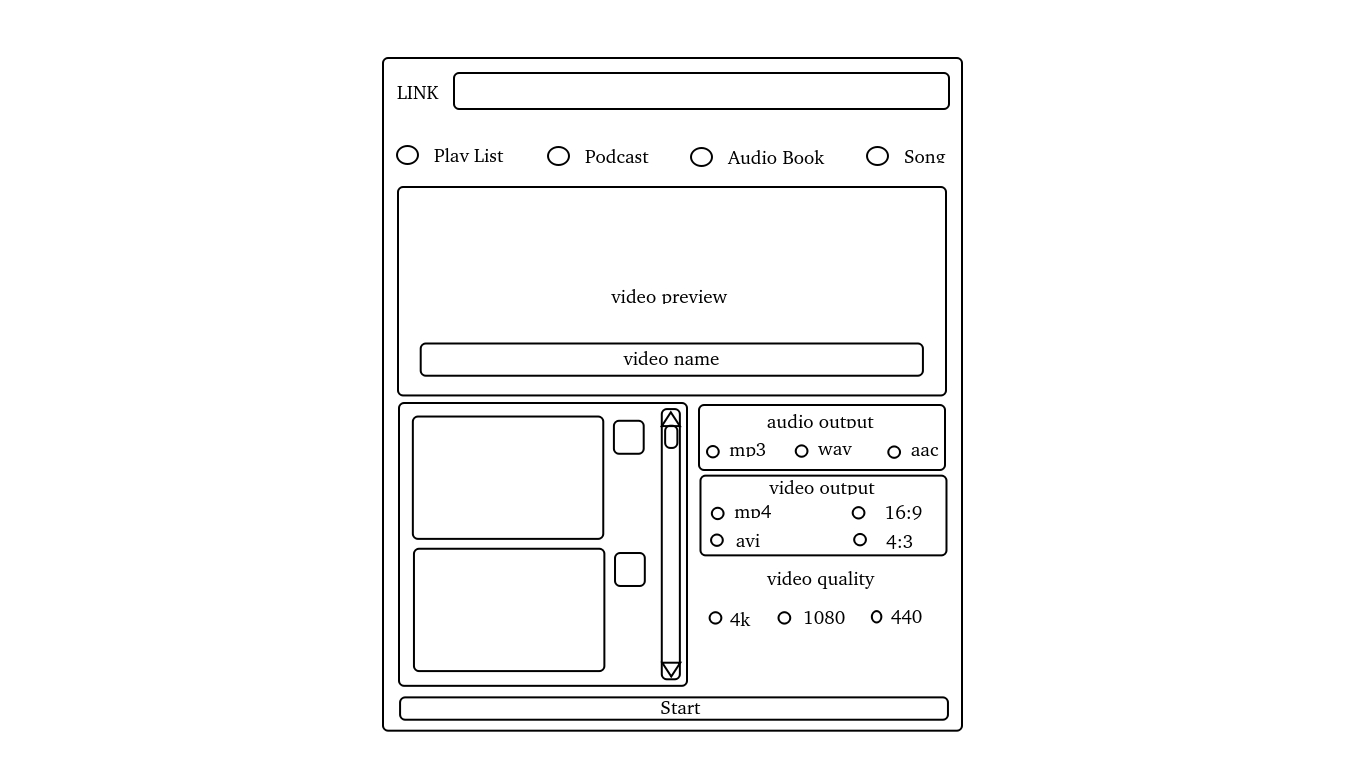 LINK
Play List Podcast Audio Book Song
video preview
video name
audio output
mp3 wav aac
video output
mp4 16:9
avi 4:3
video quality
4k 1080 440
Start